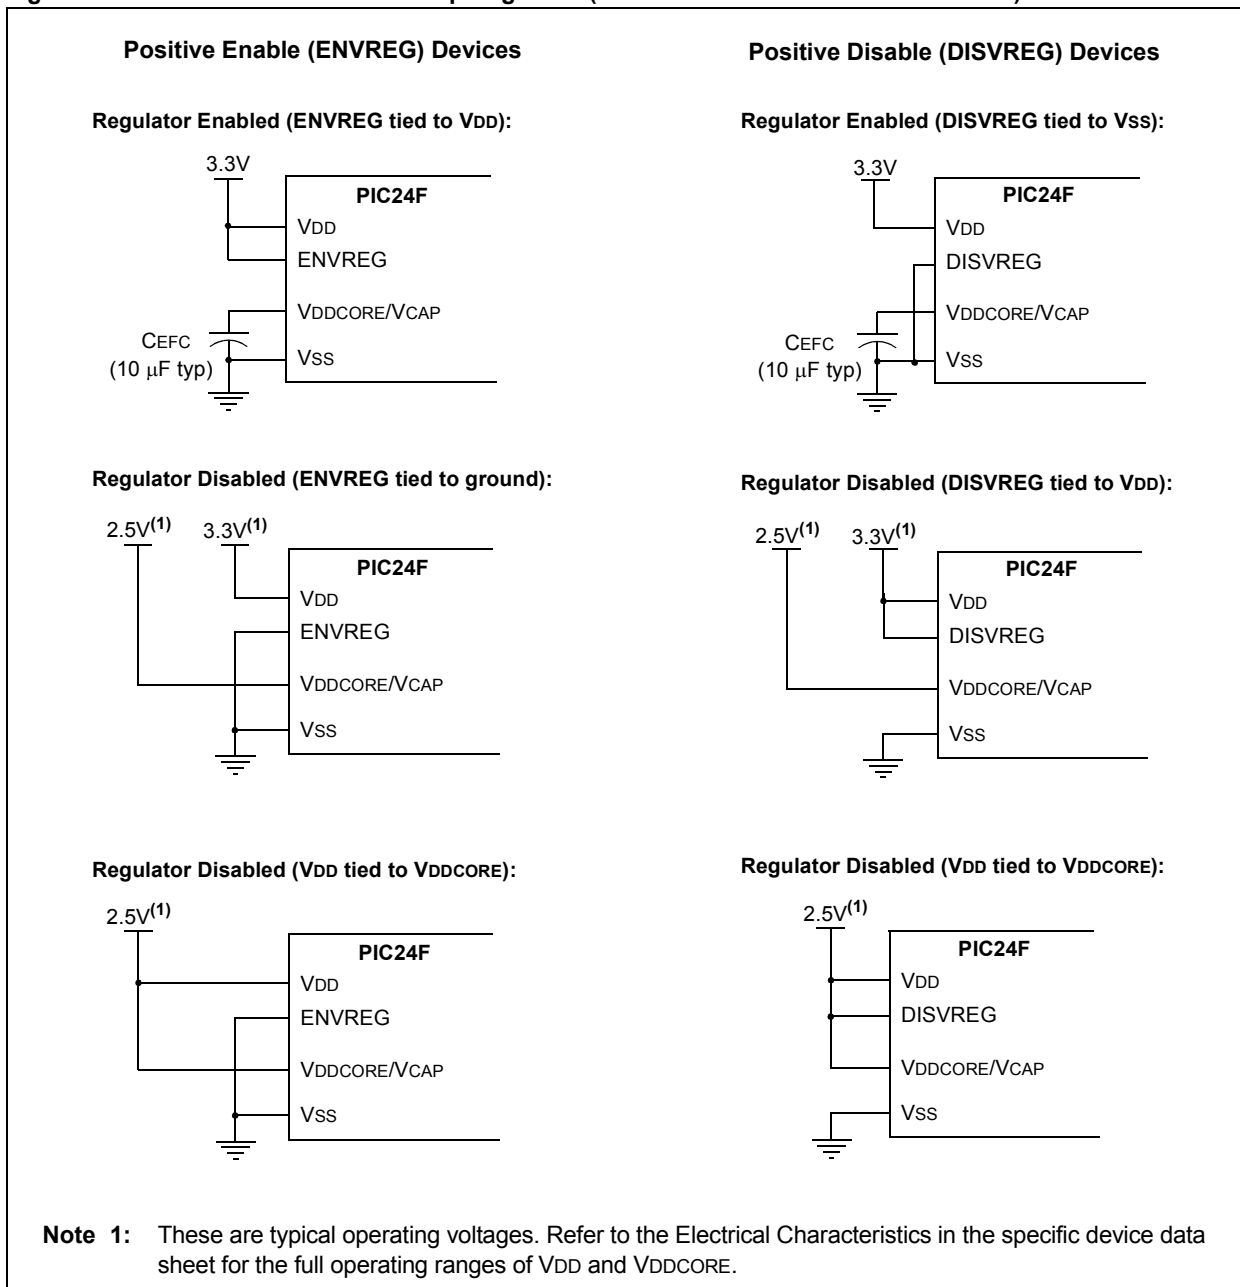 Positive Enable (ENVREG) Devices
Positive Disable (DISVREG) Devices
Regulator Enabled (ENVREG tied to VDD):
3.3V
PIC24F
VDD
ENVREG
VDDCORE/VCAP
CEFC
(10 μF typ)
VSS
Regulator Enabled (DISVREG tied to VSS):
3.3V
PIC24F
VDD
DISVREG
VDDCORE/VCAP
CEFC
(10 μF typ)
VSS
Regulator Disabled (ENVREG tied to ground):
2.5V(1) 3.3V(1)
PIC24F
VDD
ENVREG
VDDCORE/VCAP
VSS
Regulator Disabled (DISVREG tied to VDD):
2.5V(1) 3.3V(1)
PIC24F
VDD
DISVREG
VDDCORE/VCAP
VSS
Regulator Disabled (VDD tied to VDDCORE):
2.5V(1)
PIC24F
VDD
ENVREG
VDDCORE/VCAP
VSS
Regulator Disabled (VDD tied to VDDCORE):
2.5V(1)
PIC24F
VDD
DISVREG
VDDCORE/VCAP
VSS
Note 1: These are typical operating voltages. Refer to the Electrical Characteristics in the specific device data
sheet for the full operating ranges of VDD and VDDCORE.